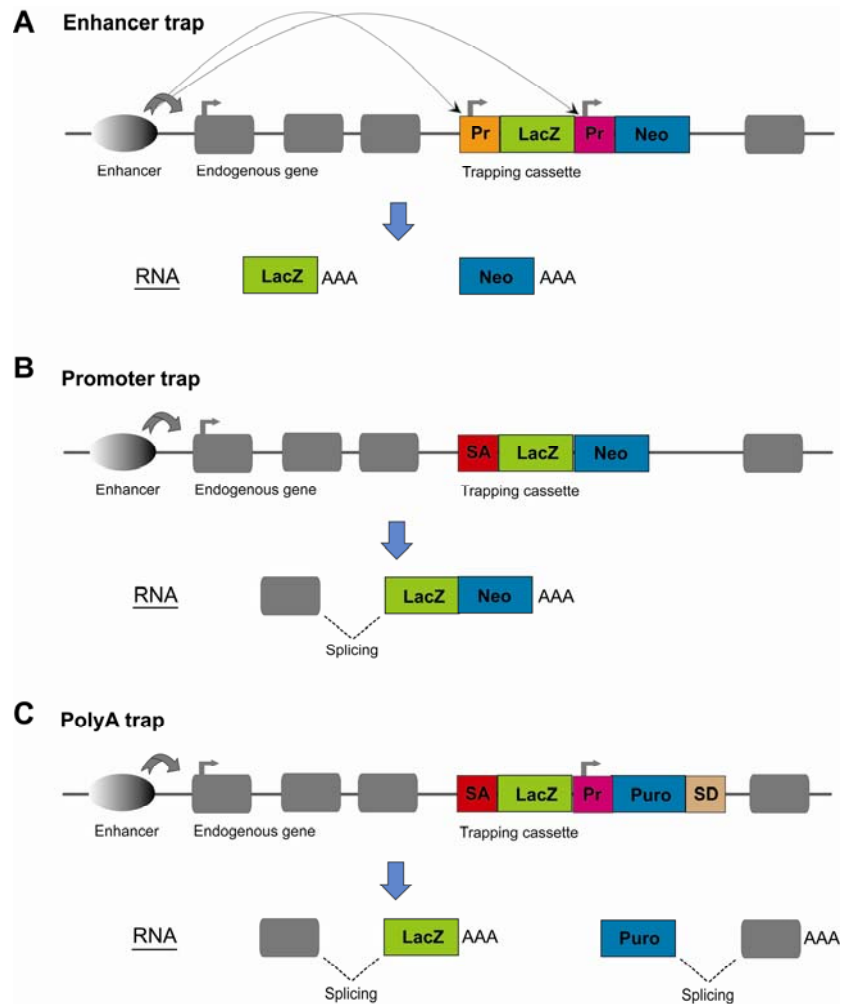 A Enhancer trap
Pr LacZ Pr Neo
Enhancer Endogenous gene Trapping cassette
RNA LacZ AAA Neo AAA
B Promoter trap
SA LacZ Neo
Enhancer Endogenous gene Trapping cassette
RNA LacZ Neo AAA
Splicing
C PolyA trap
SA LacZ Pr Puro SD
Enhancer Endogenous gene Trapping cassette
RNA LacZ AAA Puro AAA
Splicing Splicing